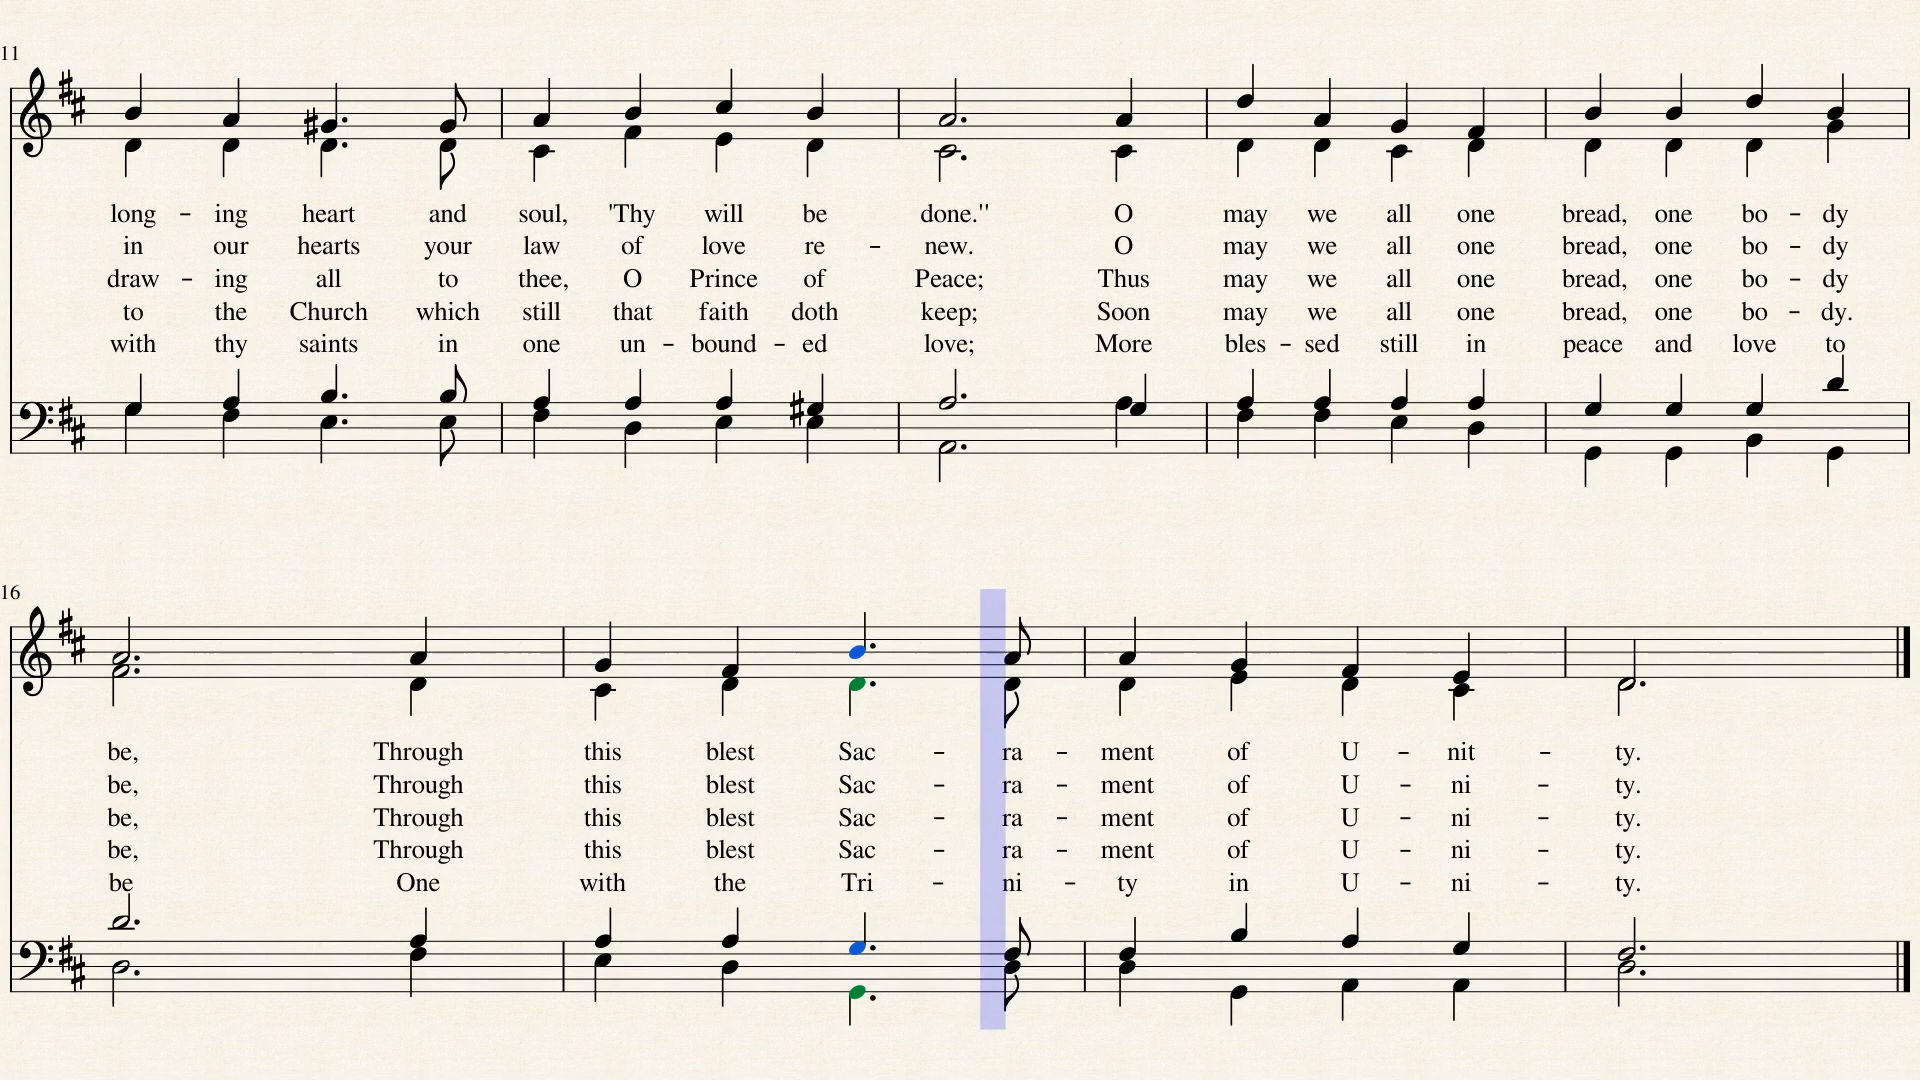 11
long - ing heart and soul, 'Thy will be done.'' O may we all one bread, one bo - dy
in our hearts your law of love re - new. O may we all one bread, one bo - dy
draw - ing all to thee, O Prince of Peace; Thus may we all one bread, one bo - dy
to the Church which still that faith doth keep; Soon may we all one bread, one bo - dy.
with thy saints in one un - bound - ed love; More bles - sed still in peace and love to
16
be, Through this blest Sac - ra - ment of U - nit - ty.
be, Through this blest Sac - ra - ment of U - ni - ty.
be, Through this blest Sac - ra - ment of U - ni - ty.
be, Through this blest Sac - ra - ment of U - ni - ty.
be One with the Tri - ni - ty in U - ni - ty.